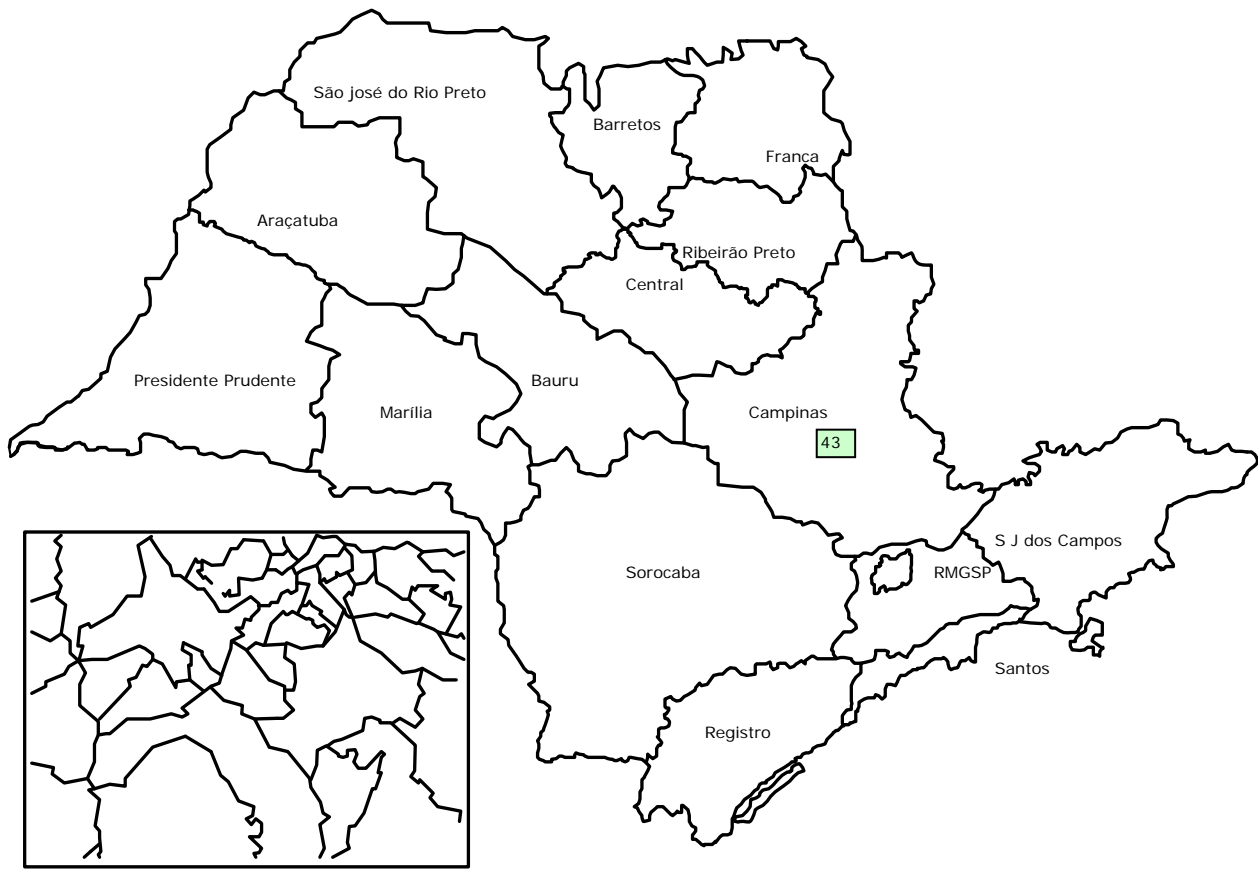 São josé do Rio Preto
Barretos
Franca
Araçatuba
Ribeirão Preto
Central
Presidente Prudente
Bauru
Marília
Campinas
43
S J dos Campos
Sorocaba
RMGSP
Santos
Registro